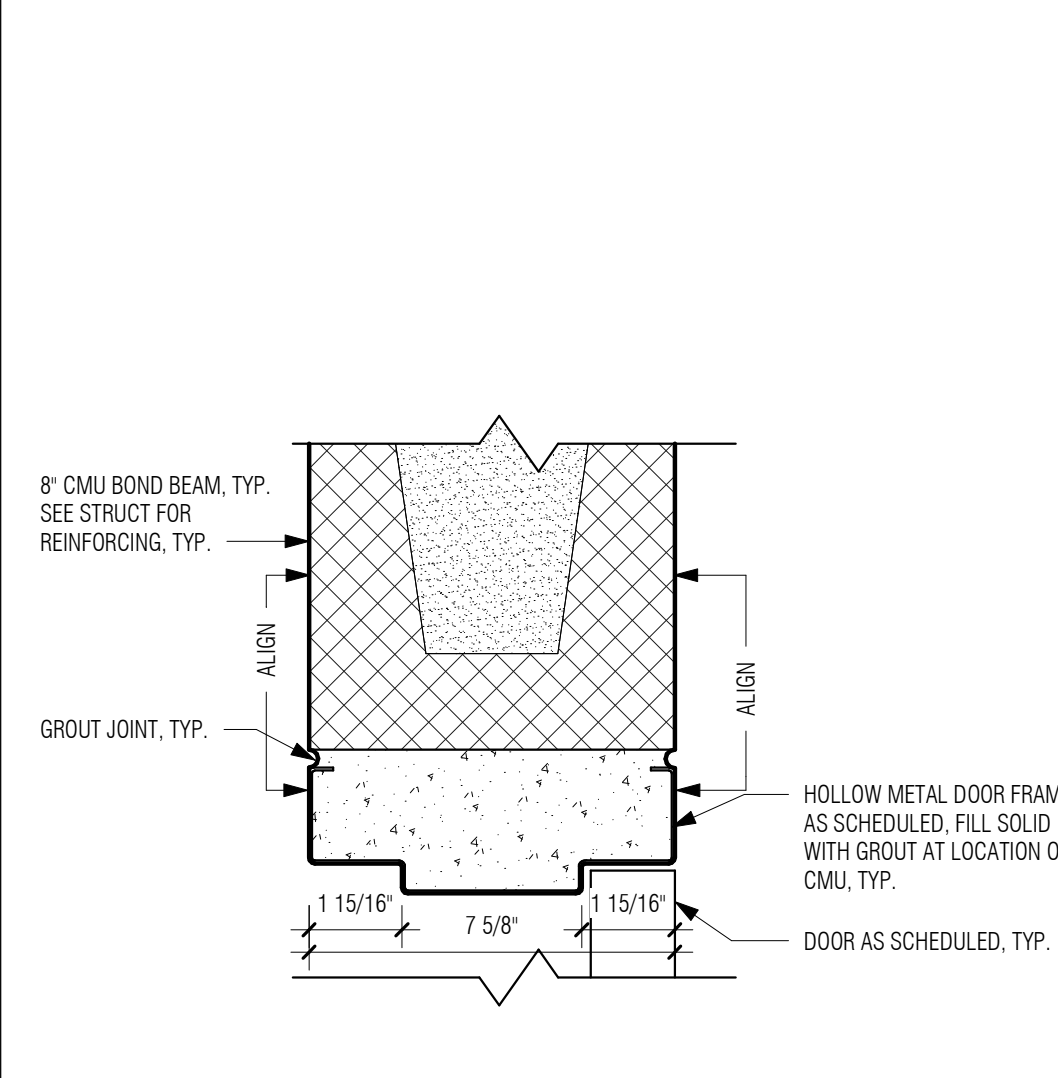 8" CMU BOND BEAM, TYP.
SEE STRUCT FOR
REINFORCING, TYP.
ALIGN
ALIGN
GROUT JOINT, TYP.
HOLLOW METAL DOOR FRAM
AS SCHEDULED, FILL SOLID
WITH GROUT AT LOCATION O
CMU, TYP.
1 15/16"
7 5/8"
1 15/16"
DOOR AS SCHEDULED, TYP.